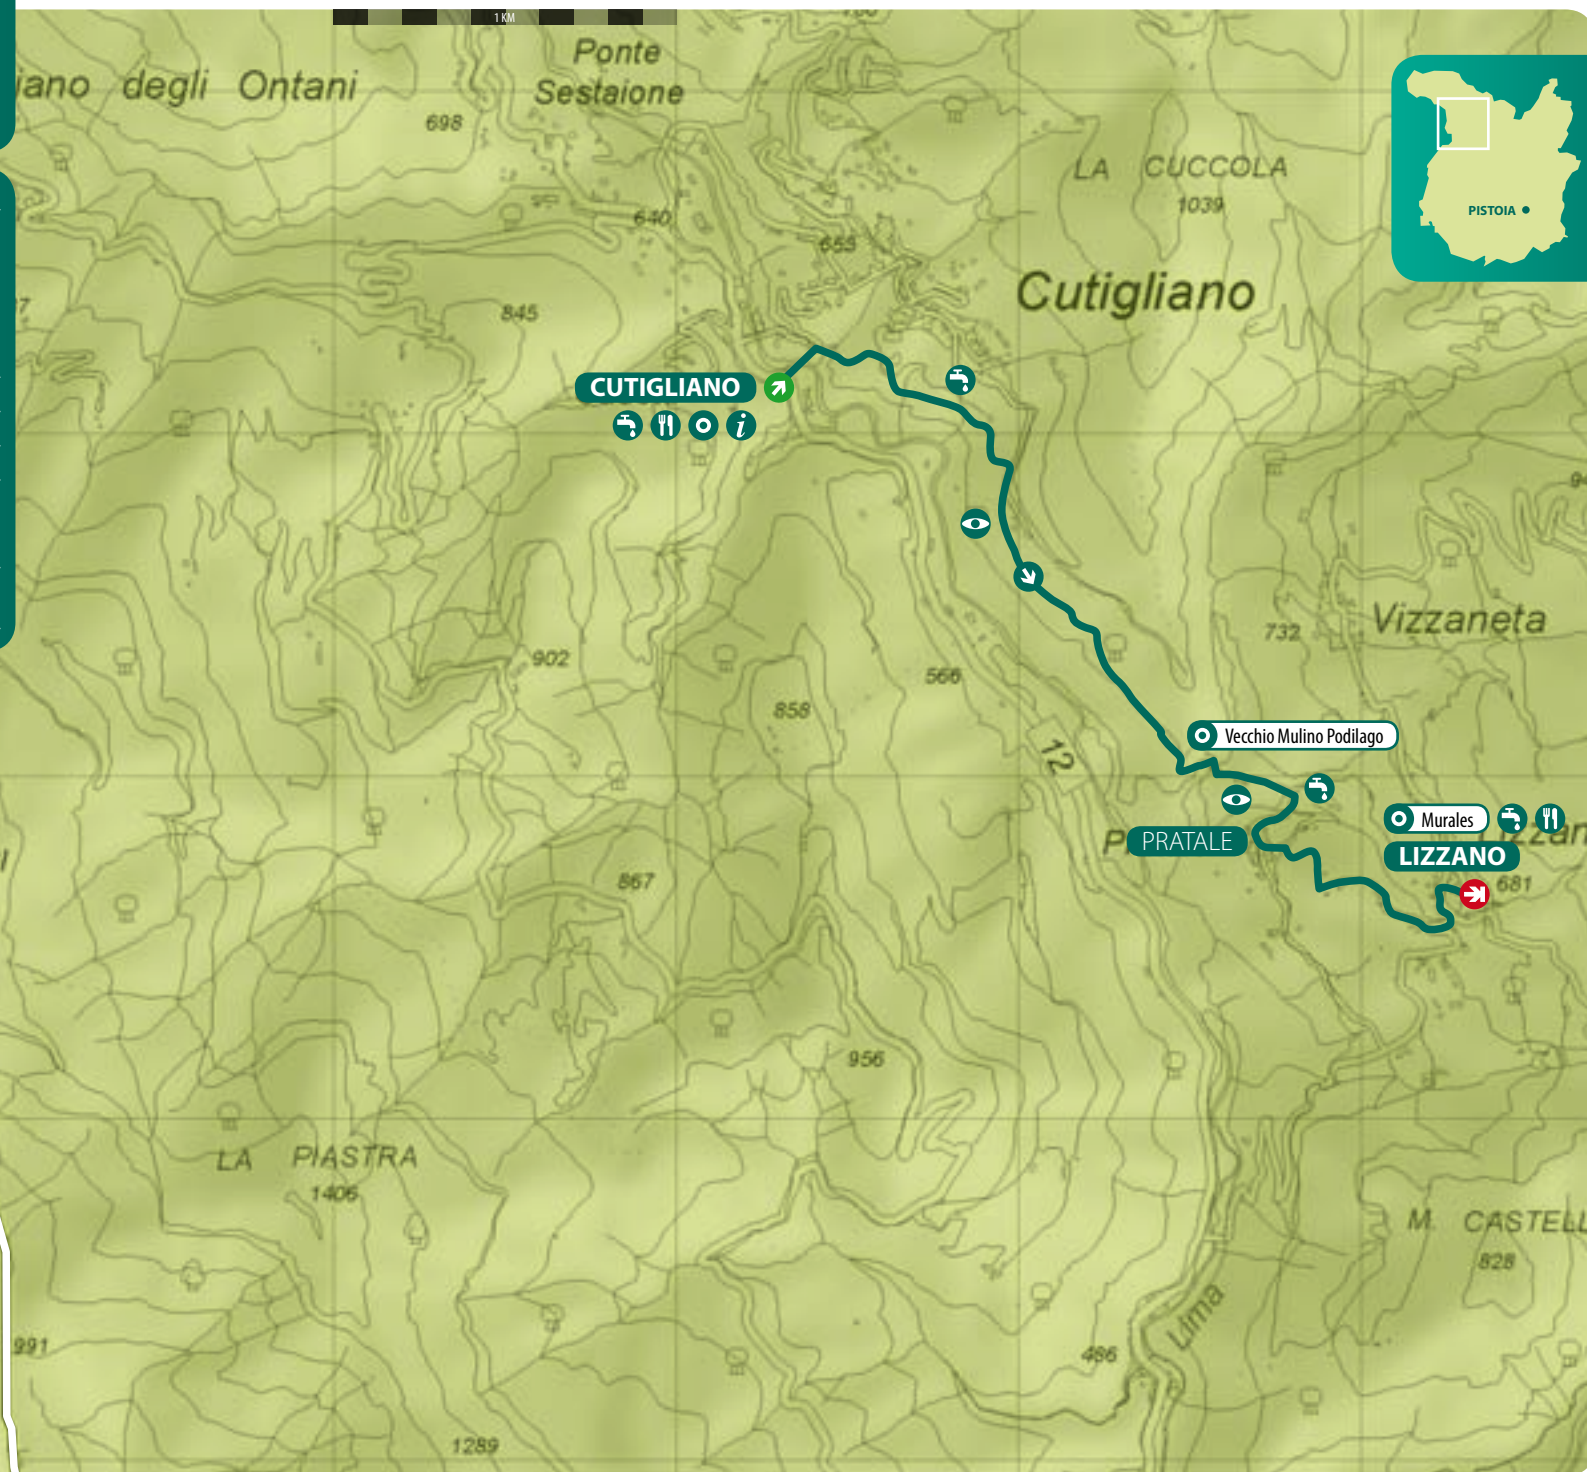 1 KM
Ponte
Sestaione
iano degli Ontani
698
LA CUCCOLA
1039
640
655
PISTOIA
Cutigliano
845
CUTIGLIANO
i
902
566
858
732
Vizzaneta
12
Vecchio Mulino Podilago
Murales
PRATALE
LIZZANO
681
867
956
LA PIASTRA
1406
M. CASTELL
828
Lima
486
991
1289